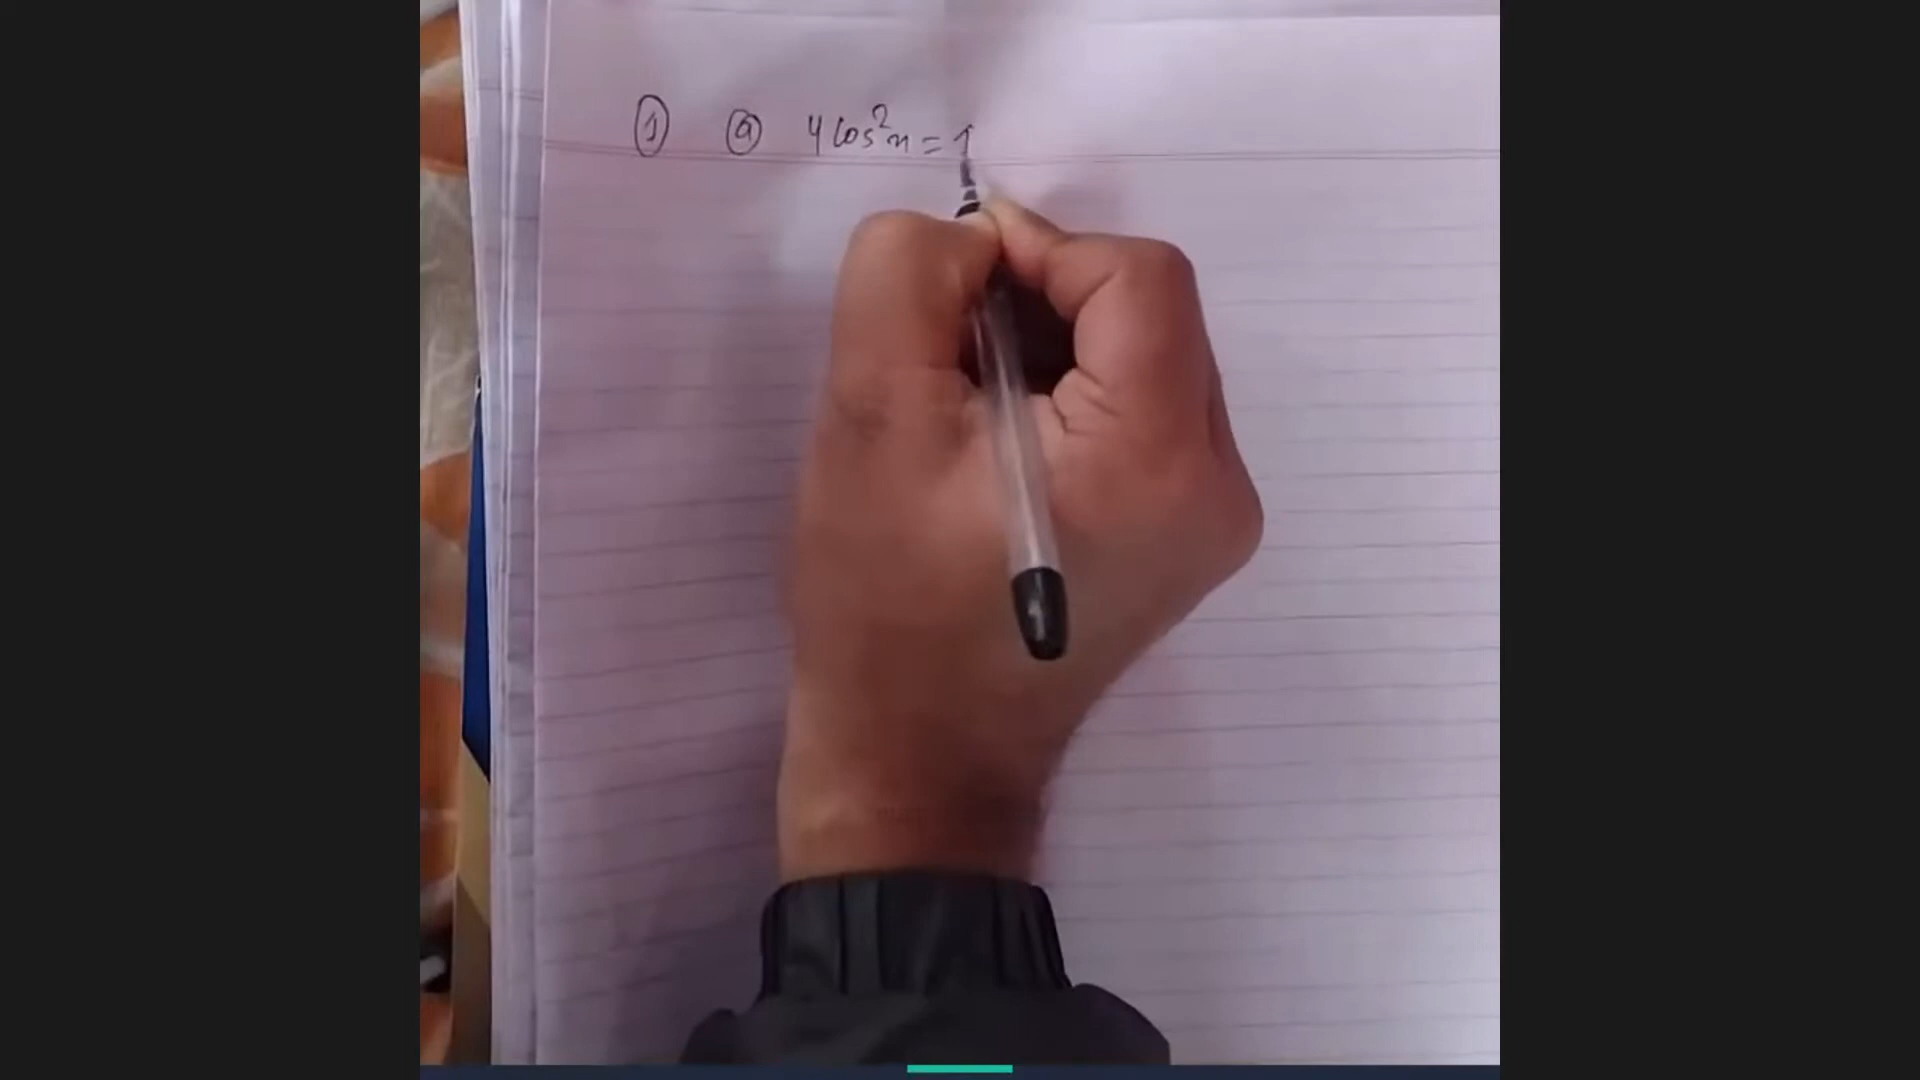 ① ⓐ 4cos²x = 1